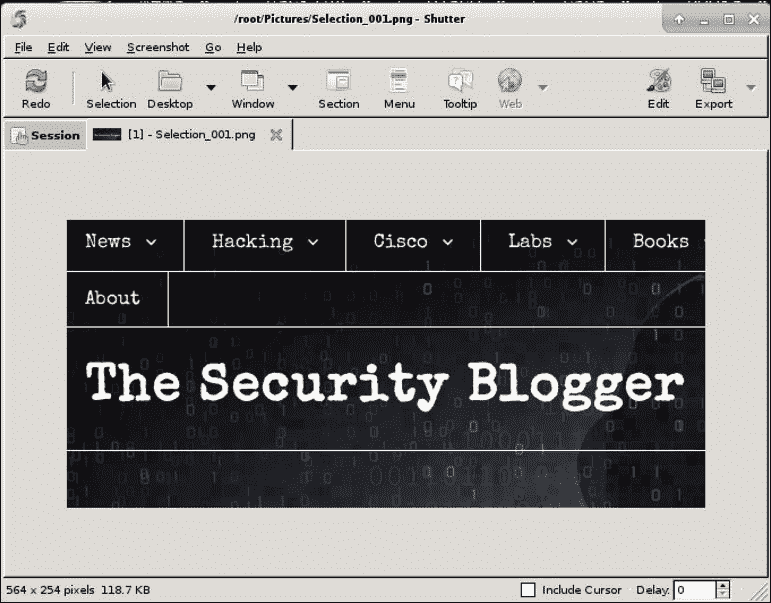 /root/Pictures/Selection_001.png - Shutter
File Edit View Screenshot Go Help
Redo Selection Desktop Window Section Menu Tooltip Web Edit Export
Session [1] - Selection_001.png
News Hacking Cisco Labs Books
About
The Security Blogger
564 x 254 pixels 118.7 KB Include Cursor Delay: 0